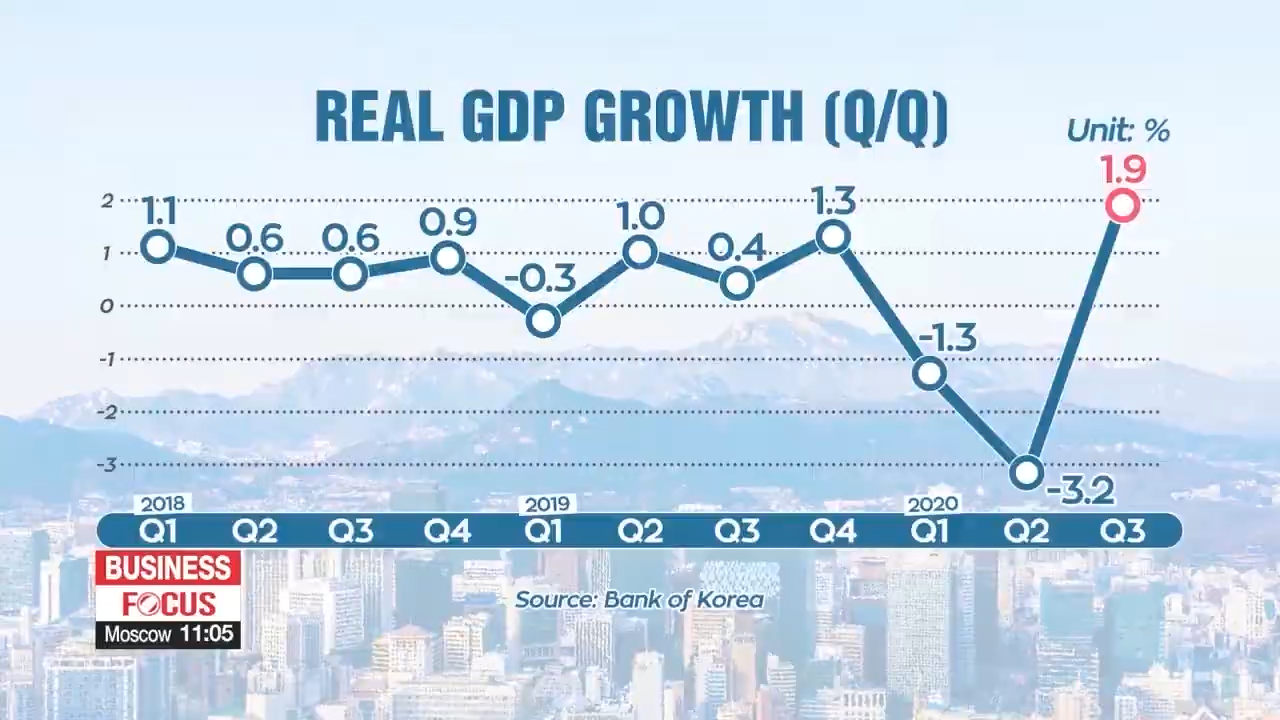 REAL GDP GROWTH (Q/Q)
Unit: %
2
1
0
-1
-2
-3
1.1
0.6
0.6
0.9
-0.3
1.0
0.4
1.3
-1.3
-3.2
1.9
2018 2019 2020
Q1 Q2 Q3 Q4 Q1 Q2 Q3 Q4 Q1 Q2 Q3
BUSINESS
FOCUS
Moscow 11:05
Source: Bank of Korea